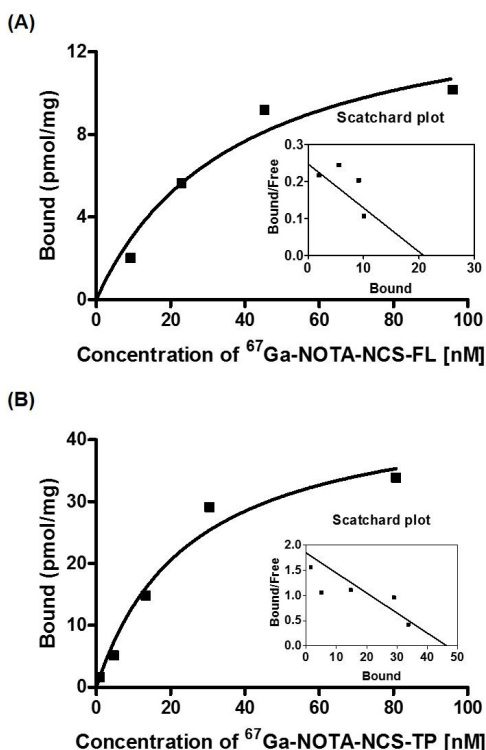 (A)
12
8
4
0
Bound (pmol/mg)
0 20 40 60 80 100
Concentration of ⁶⁷Ga-NOTA-NCS-FL [nM]
Scatchard plot
0.3
0.2
0.1
0.0
Bound/Free
0 10 20 30
Bound
(B)
40
30
20
10
0
Bound (pmol/mg)
0 20 40 60 80 100
Concentration of ⁶⁷Ga-NOTA-NCS-TP [nM]
Scatchard plot
2.0
1.5
1.0
0.5
0.0
Bound/Free
0 10 20 30 40 50
Bound